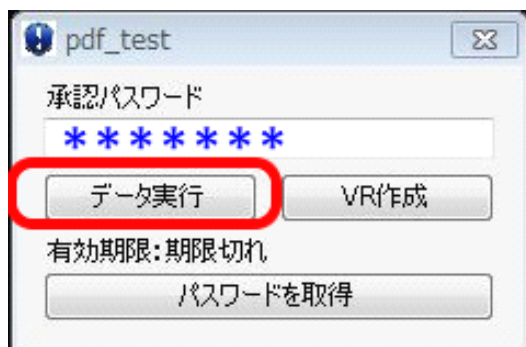 pdf_test
承認パスワード
*******
データ実行 VR作成
有効期限:期限切れ
パスワードを取得